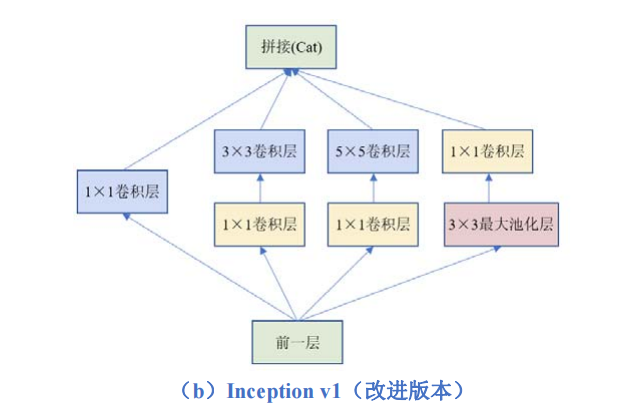 拼接(Cat)
3×3卷积层
5×5卷积层
1×1卷积层
1×1卷积层
1×1卷积层
1×1卷积层
3×3最大池化层
前一层
（b）Inception v1（改进版本）